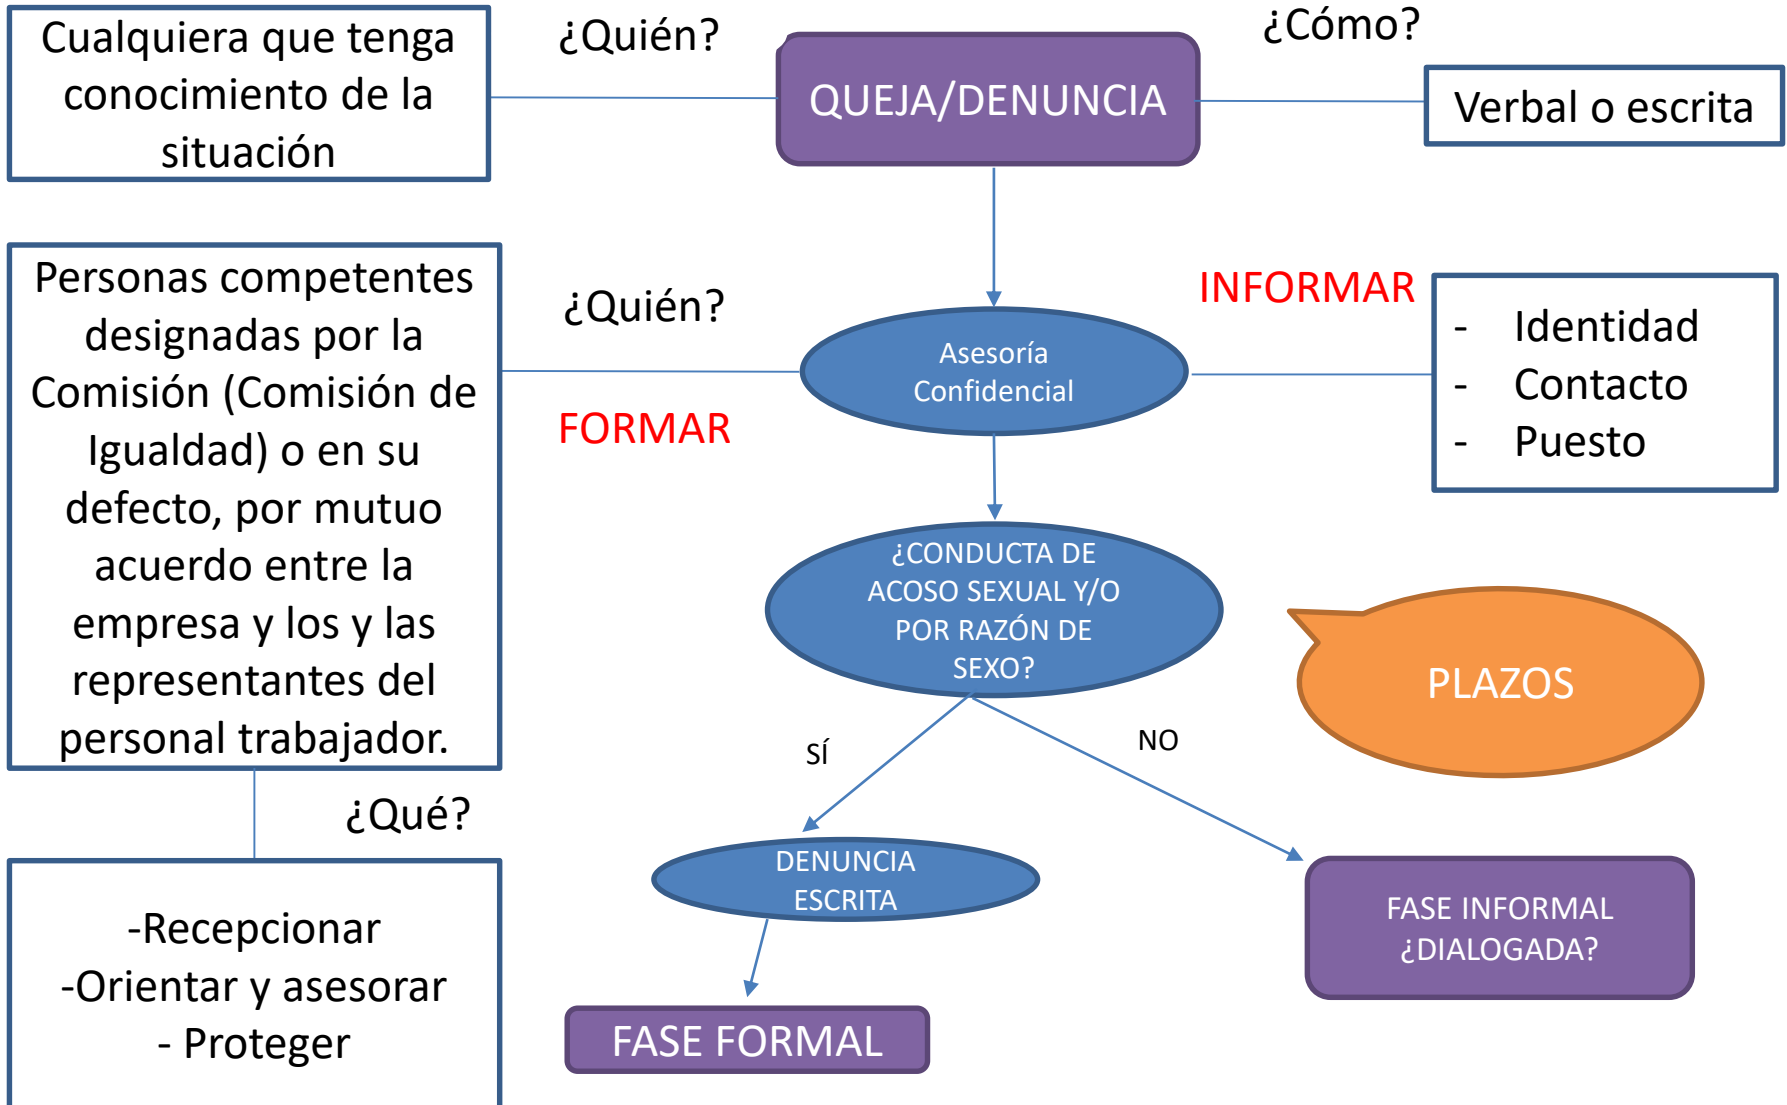 Cualquiera que tenga
conocimiento de la
situación
¿Quién?
QUEJA/DENUNCIA
¿Cómo?
Verbal o escrita
Personas competentes
designadas por la
Comisión (Comisión de
Igualdad) o en su
defecto, por mutuo
acuerdo entre la
empresa y los y las
representantes del
personal trabajador.
¿Quién?
FORMAR
Asesoría
Confidencial
INFORMAR
- Identidad
- Contacto
- Puesto
¿CONDUCTA DE
ACOSO SEXUAL Y/O
POR RAZÓN DE
SEXO?
PLAZOS
SÍ
NO
¿Qué?
-Recepcionar
-Orientar y asesorar
- Proteger
DENUNCIA
ESCRITA
FASE INFORMAL
¿DIALOGADA?
FASE FORMAL